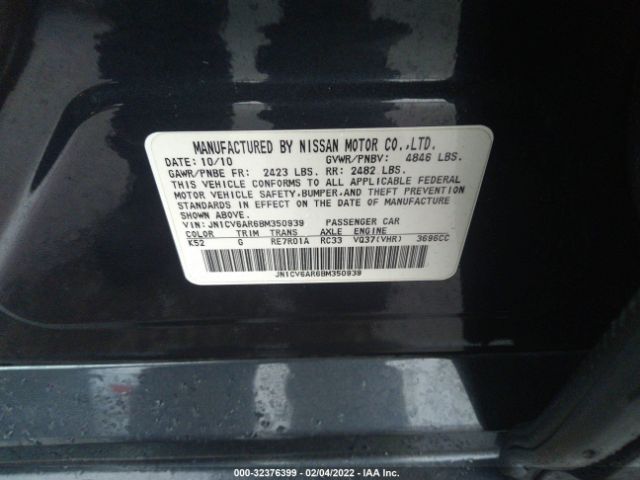 MANUFACTURED BY NISSAN MOTOR CO.,LTD.
DATE: 10/10 GVWR/PNBV: 4846 LBS.
GAWR/PNBE FR: 2423 LBS. RR: 2482 LBS.
THIS VEHICLE CONFORMS TO ALL APPLICABLE FEDERAL
MOTOR VEHICLE SAFETY,BUMPER,AND THEFT PREVENTION
STANDARDS IN EFFECT ON THE DATE OF MANUFACTURE
SHOWN ABOVE.
VIN: JN1CV6AR6BM350939 PASSENGER CAR
COLOR TRIM TRANS AXLE ENGINE
K52 G RE7R01A RC33 VQ37(VHR) 3696CC
JN1CV6AR6BM350939
000-32376399 - 02/04/2022 - IAA Inc.